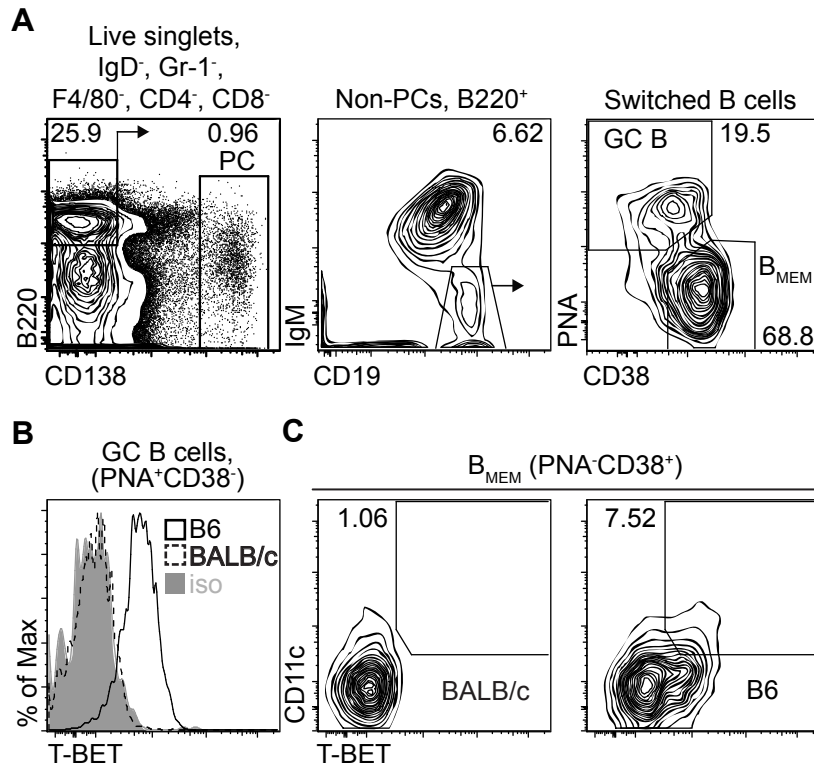 A
Live singlets,
IgD⁻, Gr-1⁻,
F4/80⁻, CD4⁻, CD8⁻
25.9
0.96
PC
B220
CD138
Non-PCs, B220⁺
6.62
IgM
CD19
Switched B cells
GC B
19.5
B_MEM
68.8
PNA
CD38
B
GC B cells,
(PNA⁺CD38⁻)
B6
BALB/c
iso
% of Max
T-BET
C
B_MEM (PNA⁻CD38⁺)
1.06
BALB/c
CD11c
T-BET
7.52
B6